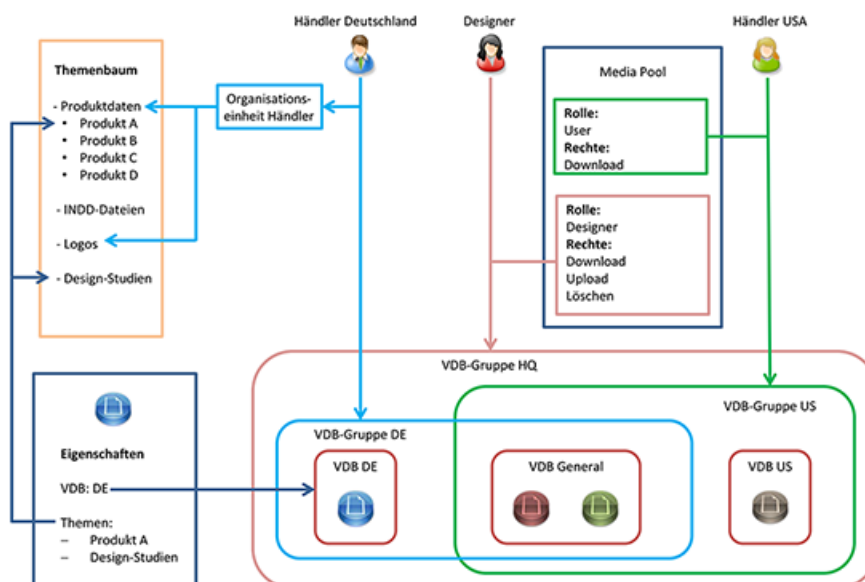 Händler Deutschland
Designer
Händler USA
Themenbaum
- Produktdaten
• Produkt A
• Produkt B
• Produkt C
• Produkt D
- INDD-Dateien
- Logos
- Design-Studien
Organisations-
einheit Händler
Media Pool
Rolle:
User
Rechte:
Download
Rolle:
Designer
Rechte:
Download
Upload
Löschen
VDB-Gruppe HQ
VDB-Gruppe US
VDB-Gruppe DE
VDB DE
VDB General
VDB US
Eigenschaften
VDB: DE
Themen:
– Produkt A
– Design-Studien